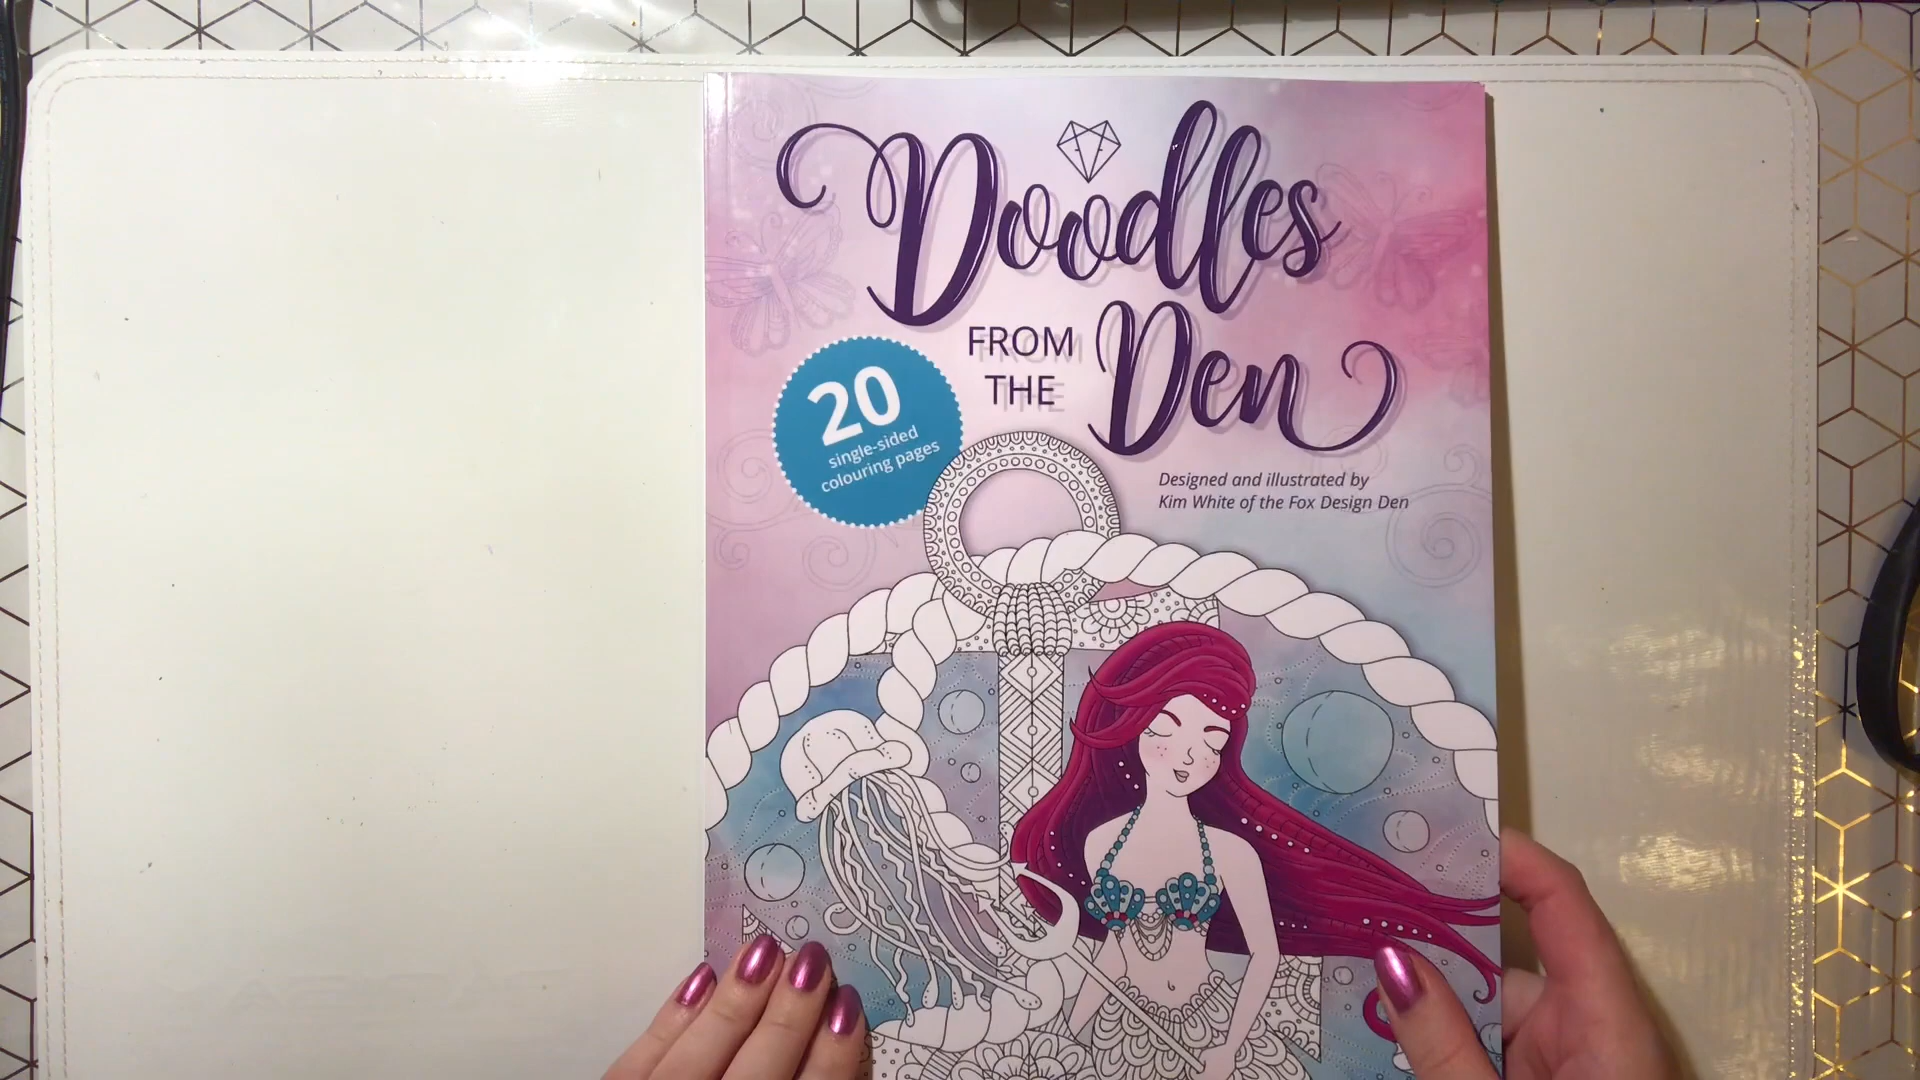 Doodles
FROM
THE
Den
20
single-sided
colouring pages
Designed and illustrated by
Kim White of the Fox Design Den